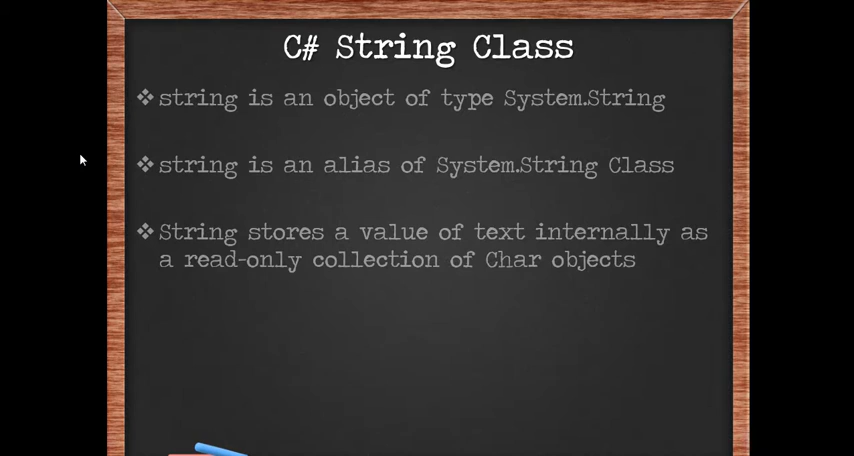 C# String Class
❖string is an object of type System.String
❖string is an alias of System.String Class
❖String stores a value of text internally as
a read-only collection of Char objects